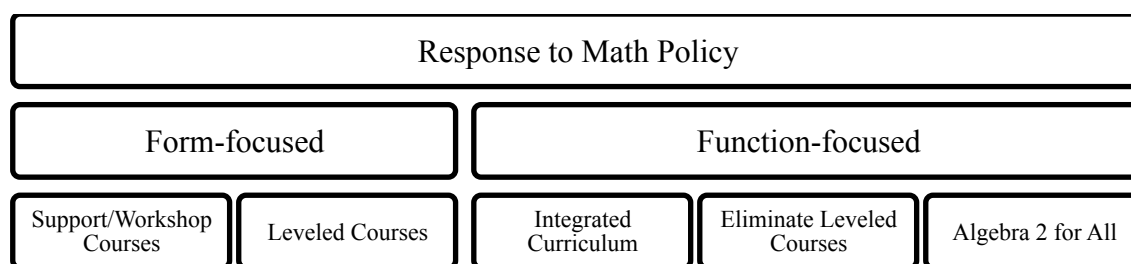 Response to Math Policy
Form-focused
Function-focused
Support/Workshop
Courses
Leveled Courses
Integrated
Curriculum
Eliminate Leveled
Courses
Algebra 2 for All